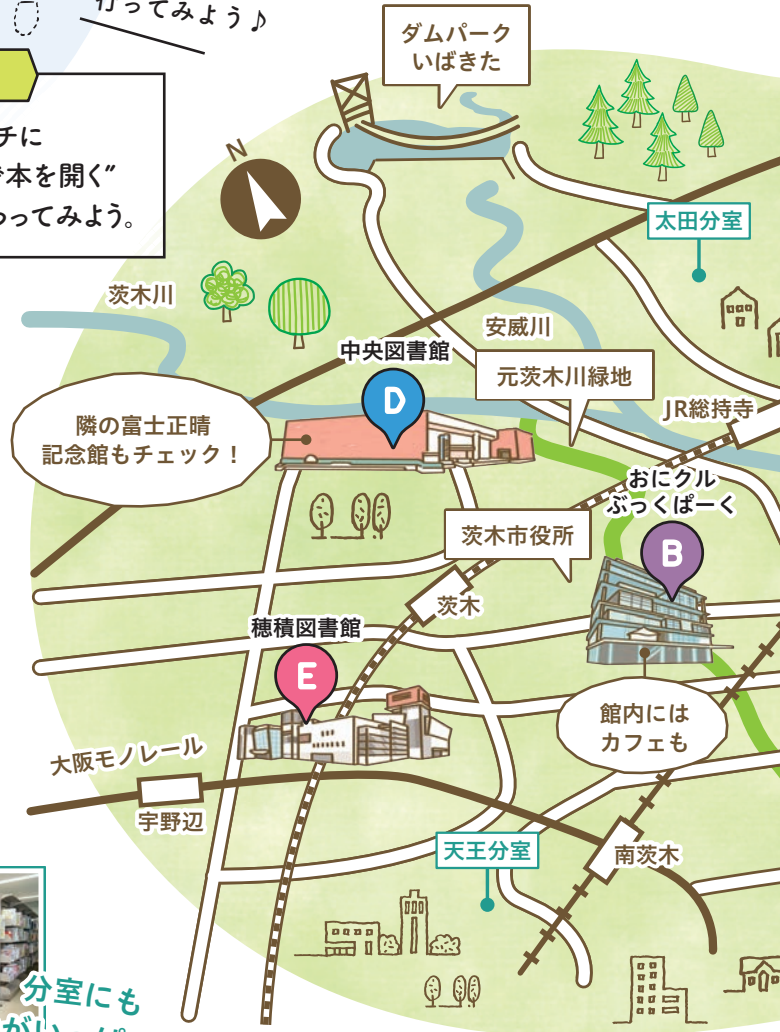 行ってみよう♪
チに
本を開く”
わってみよう。
N
ダムパーク
いばきた
太田分室
茨木川
安威川
中央図書館
D
元茨木川緑地
JR総持寺
隣の富士正晴
記念館もチェック！
おにクル
ぶっくぱーく
B
茨木市役所
茨木
穂積図書館
E
館内には
カフェも
大阪モノレール
宇野辺
天王分室
南茨木
分室にも